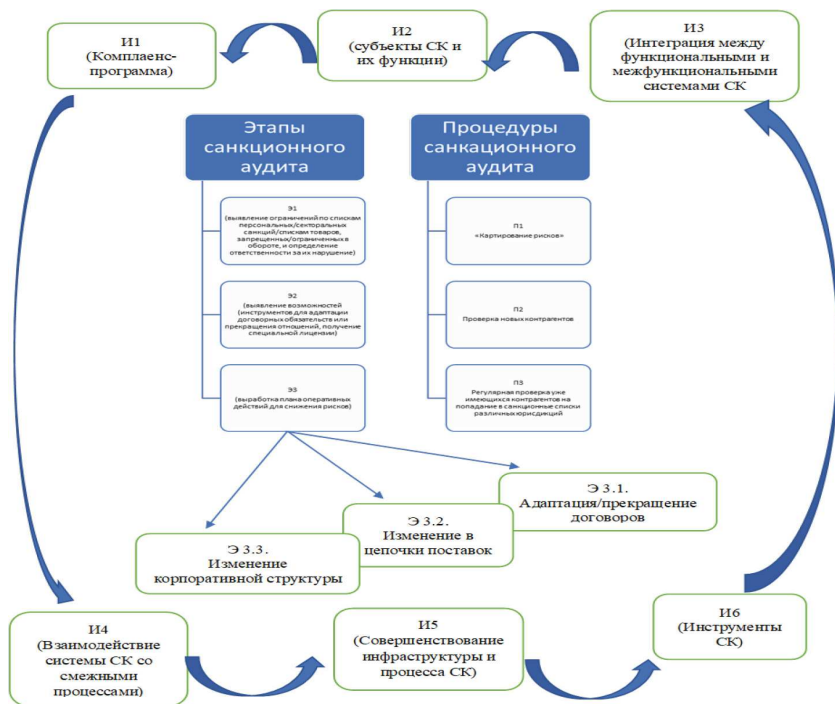 И1
(Комплаенс-
программа)
И2
(субъекты СК и
их функции)
И3
(Интеграция между
функциональными и
межфункциональными
системами СК
Этапы
санкционного
аудита
Процедуры
санкационного
аудита
Э1
(выявление ограничений по спискам
персональных/секторальных
санкций/спискам товаров,
запрещенных/ограниченных в
обороте, и определение
ответственности за их нарушение)
Э2
(выявление возможностей
(инструментов для адаптации
договорных обязательств или
прекращения отношений, получение
специальной лицензии)
Э3
(выработка плана оперативных
действий для снижения рисков)
П1
«Картирование рисков»
П2
Проверка новых контрагентов
П3
Регулярная проверка уже
имеющихся контрагентов на
попадание в санкционные списки
различных юрисдикций
Э 3.1.
Адаптация/прекращение
договоров
Э 3.2.
Изменение в
цепочки поставок
Э 3.3.
Изменение
корпоративной структуры
И4
(Взаимодействие
системы СК со
смежными
процессами)
И5
(Совершенствование
инфраструктуры и
процесса СК)
И6
(Инструменты
СК)